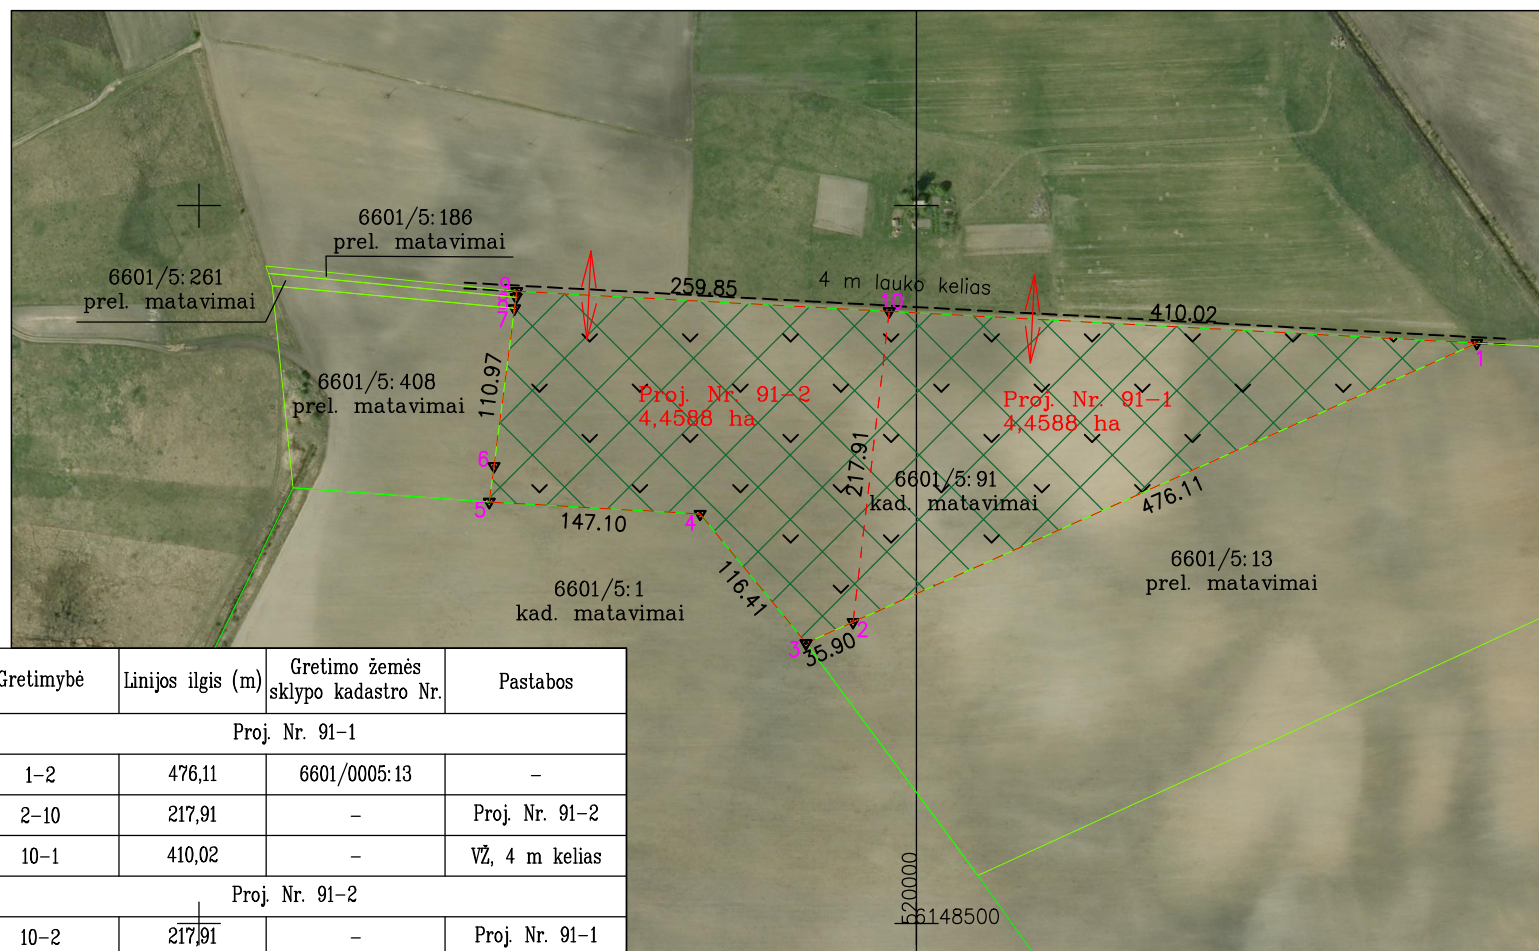 6601/5:186
prel. matavimai
6601/5:261
prel. matavimai
9
8
7
259.85
4 m lauko kelias
10
410.02
1
6601/5:408
prel. matavimai
110.97
Proj. Nr. 91-2
4,4588 ha
Proj. Nr. 91-1
4,4588 ha
6
217.91
6601/5:91
kad. matavimai
476.11
5
147.10
4
116.41
6601/5:13
prel. matavimai
6601/5:1
kad. matavimai
2
3
35.90
Gretimybė Linijos ilgis (m) Gretimo žemės sklypo kadastro Nr. Pastabos
Proj. Nr. 91-1
1-2 476,11 6601/0005:13 -
2-10 217,91 - Proj. Nr. 91-2
10-1 410,02 - VŽ, 4 m kelias
Proj. Nr. 91-2
10-2 217,91 - Proj. Nr. 91-1
520000
6148500